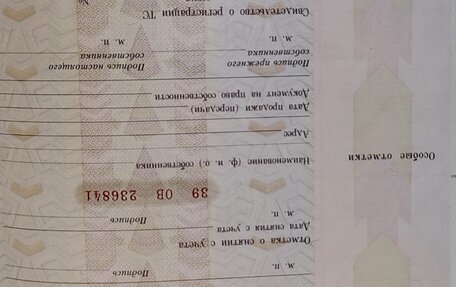 Подпись
м. п.
Отметка о снятии с учета
Дата снятия с учета
Подпись
м. п.
39 ОВ 236841
Наименование (ф. и. о.) собственника
Особые отметки
Адрес
Дата продажи (передачи)
Документ на право собственности
Подпись прежнего собственника
Подпись настоящего собственника
м. п.
м. п.
Свидетельство о регистрации ТС
№